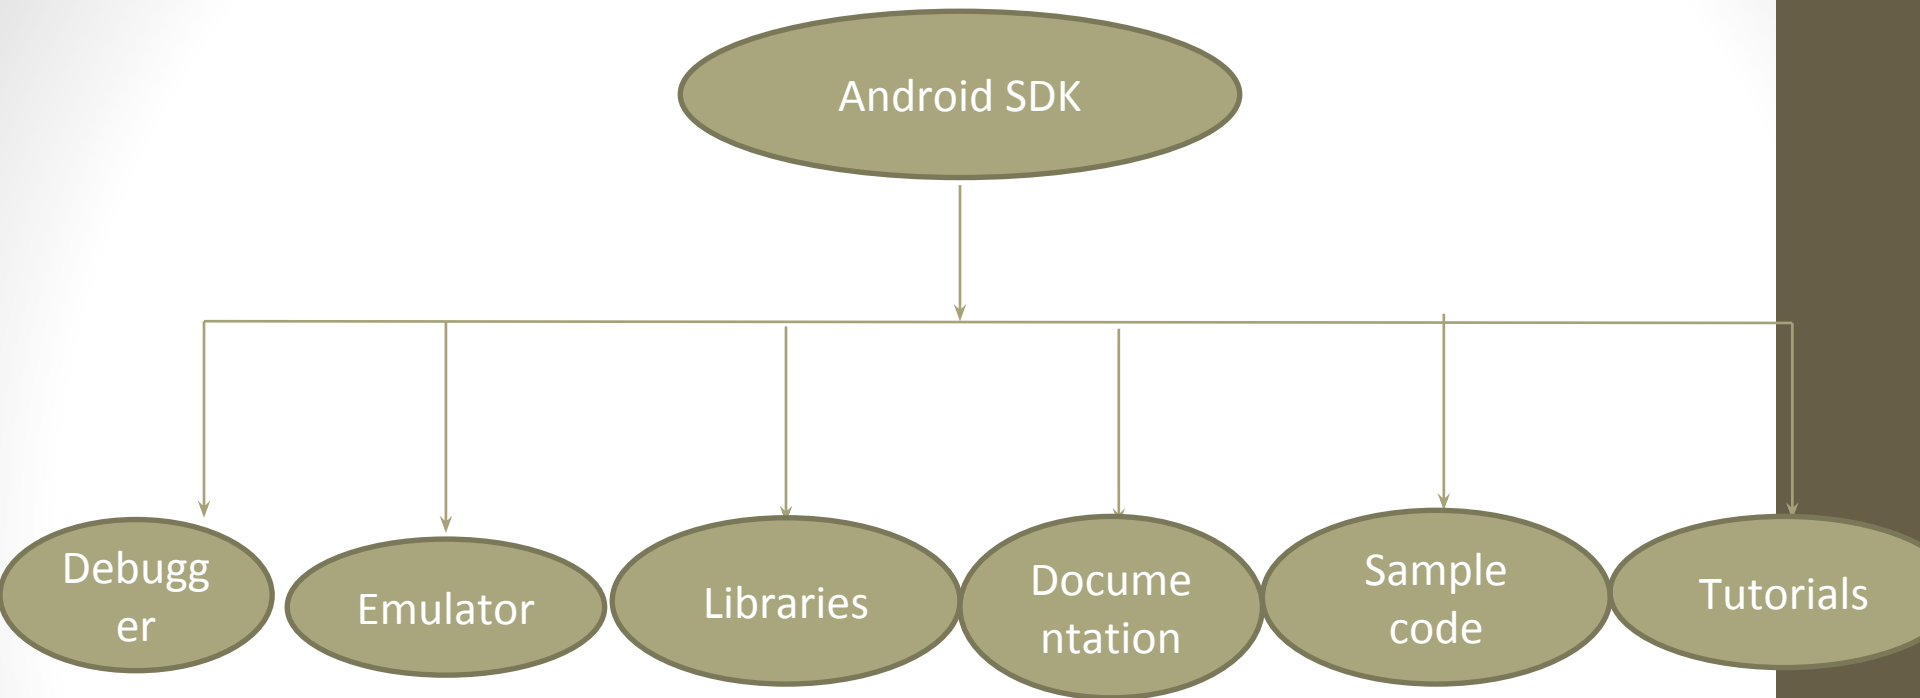 Android SDK
Debugg
er
Emulator
Libraries
Docume
ntation
Sample
code
Tutorials